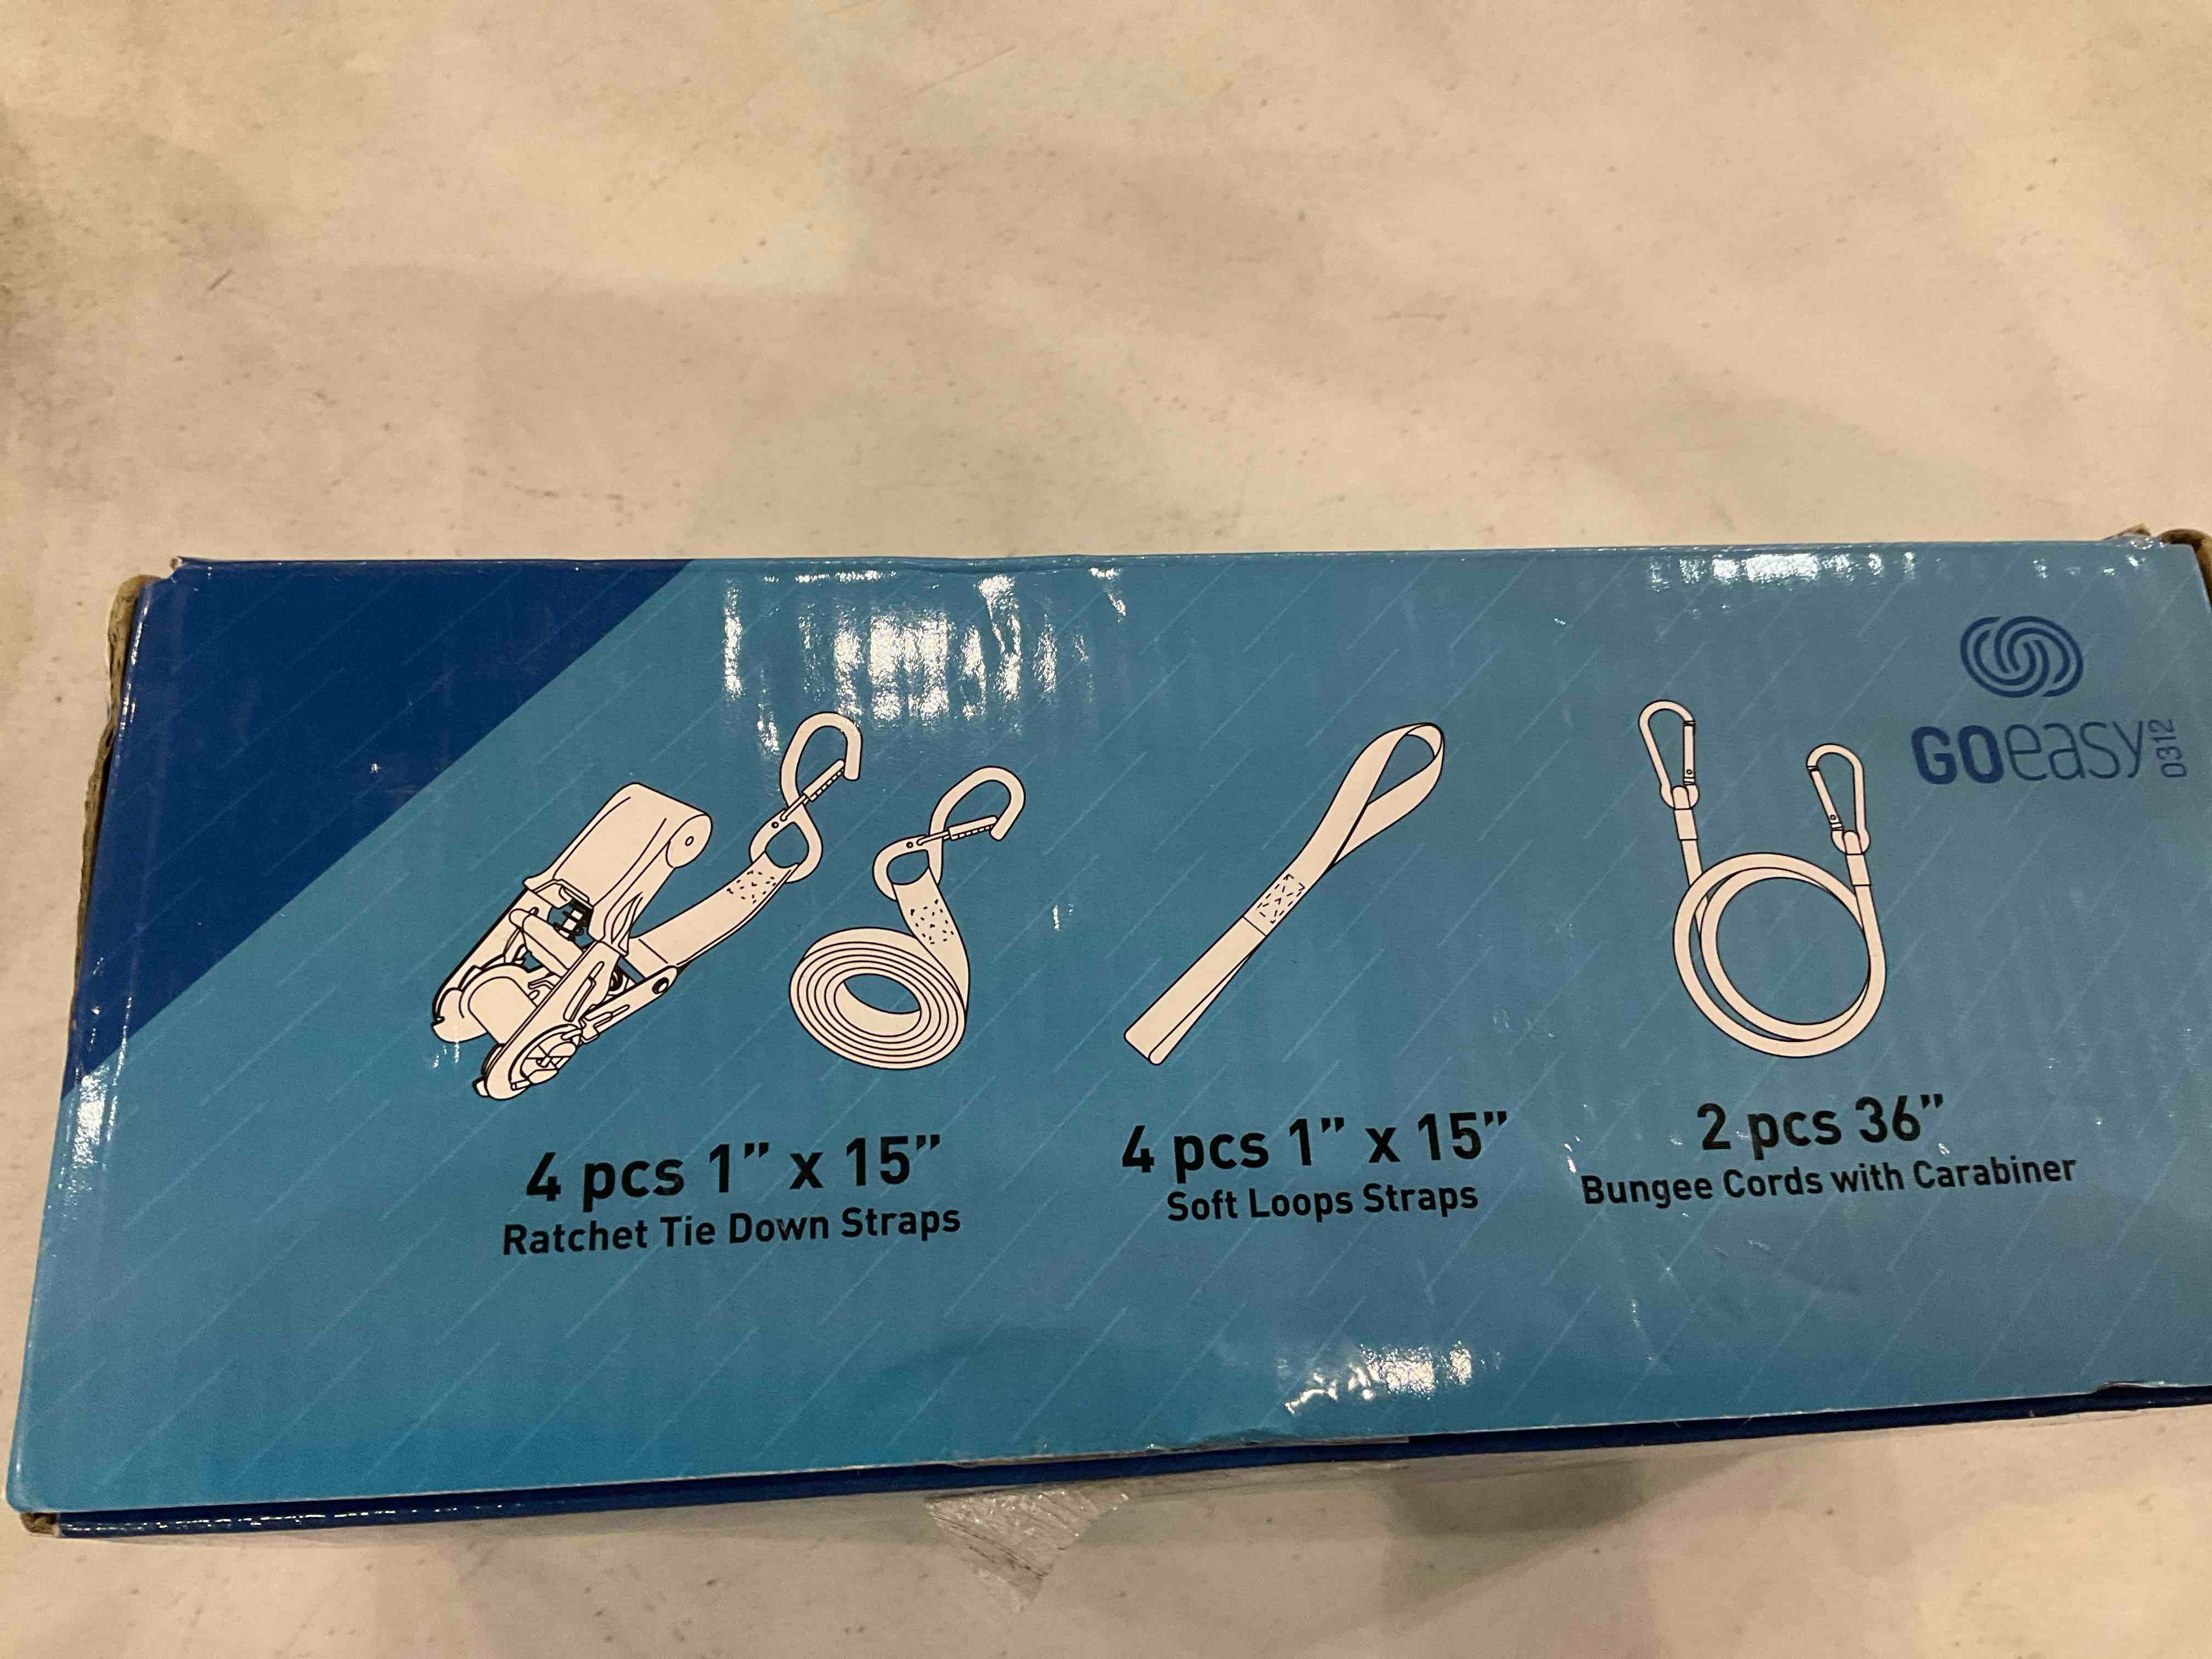 GOeasy
0312
4 pcs 1” x 15”
Ratchet Tie Down Straps
4 pcs 1” x 15”
Soft Loops Straps
2 pcs 36”
Bungee Cords with Carabiner